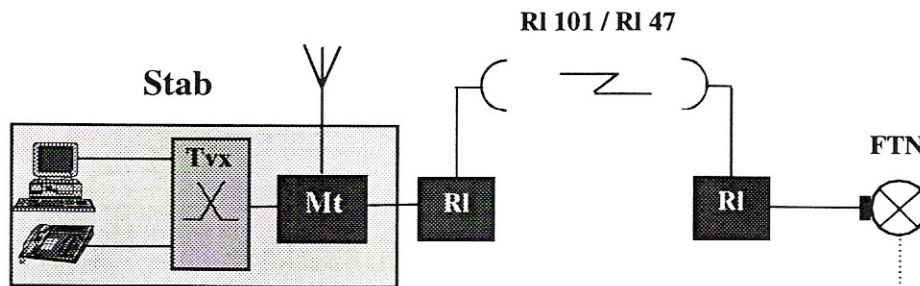 Rl 101 / Rl 47
Stab
FTN
Tvx
Mt
Rl
Rl